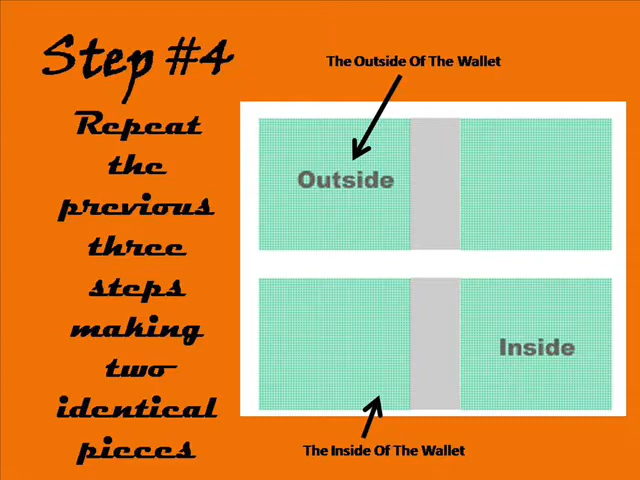 Step #4
Repeat
the
previous
three
steps
making
two
identical
pieces
The Outside Of The Wallet
Outside
Inside
The Inside Of The Wallet